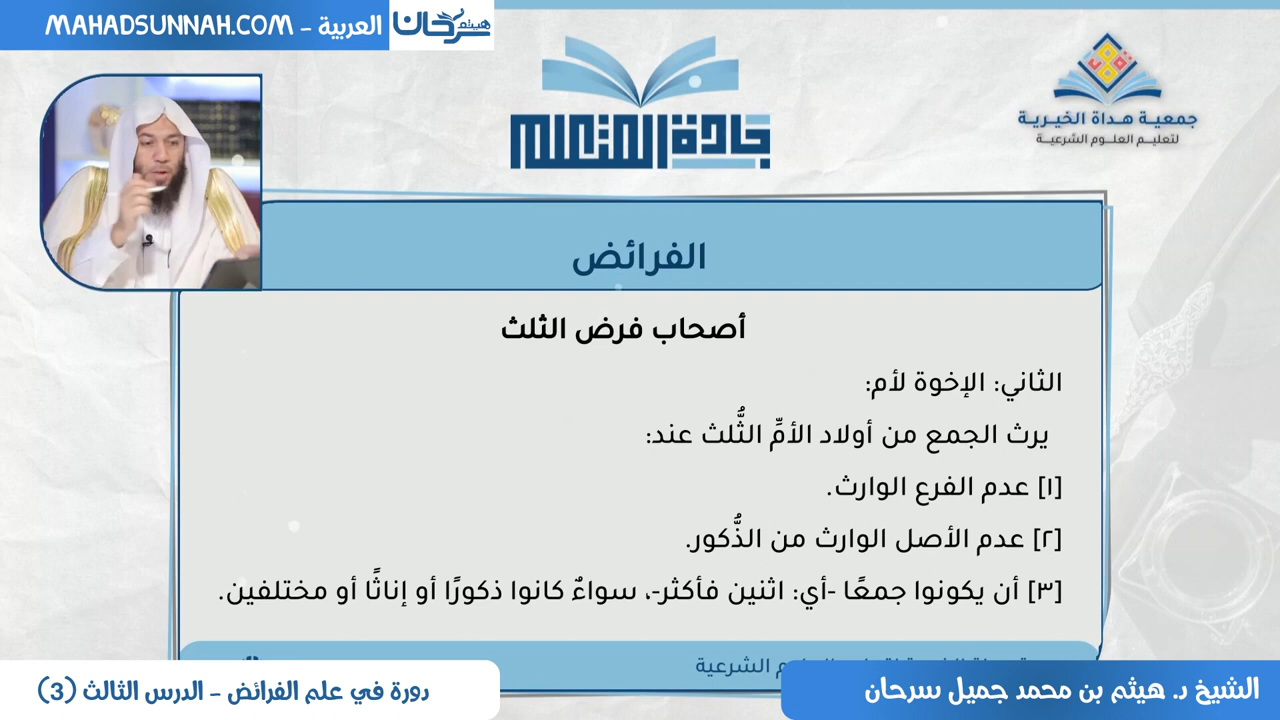 MAHADSUNNAH.COM – العربية
هيثم سرحان
جادة المتعلم
جمعية هداة الخيرية
لتعليم العلوم الشرعية
الفرائض
أصحاب فرض الثلث
الثاني: الإخوة لأم:
يرث الجمع من أولاد الأمِّ الثُّلث عند:
[١] عدم الفرع الوارث.
[٢] عدم الأصل الوارث من الذُّكور.
[٣] أن يكونوا جمعًا -أي: اثنين فأكثر-، سواءٌ كانوا ذكورًا أو إناثًا أو مختلفين.
الشرعية
الشيخ د. هيثم بن محمد جميل سرحان
دورة في علم الفرائض – الدرس الثالث (3)